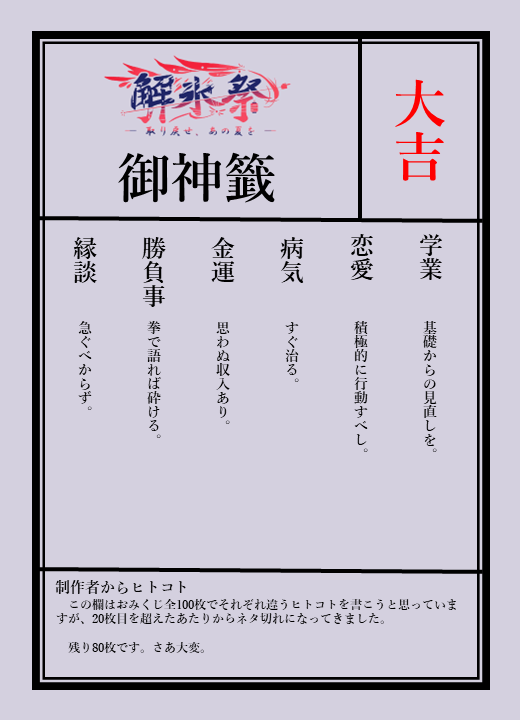 解氷祭
取り戻せ、あの夏を
御神籤
大吉
学業
基礎からの見直しを。
恋愛
積極的に行動すべし。
病気
すぐ治る。
金運
思わぬ収入あり。
勝負事
拳で語れば砕ける。
縁談
急ぐべからず。
制作者からヒトコト
この欄はおみくじ全100枚でそれぞれ違うヒトコトを書こうと思っていま
すが、20枚目を超えたあたりからネタ切れになってきました。
残り80枚です。さあ大変。